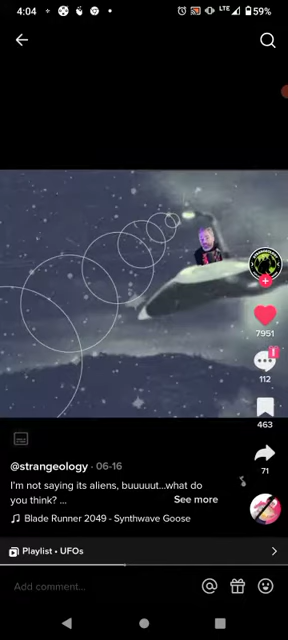 4:04
LTE
59%
7951
1
112
463
71
@strangeology · 06-16
I'm not saying its aliens, buuuuut...what do
you think? ...
See more
Blade Runner 2049 - Synthwave Goose
Playlist • UFOs
Add comment...